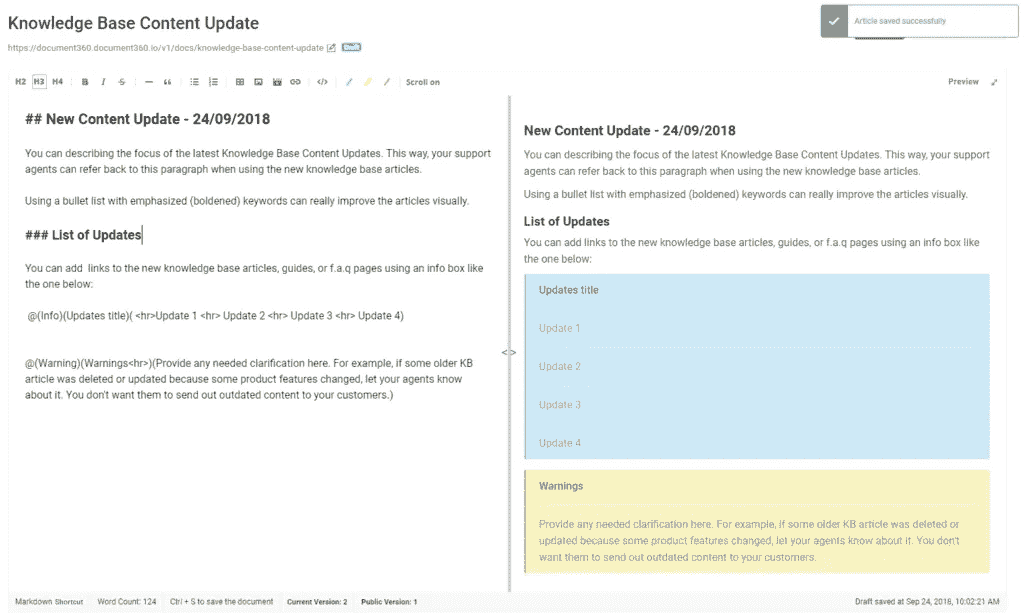 Knowledge Base Content Update
https://document360.document360.io/v1/docs/knowledge-base-content-update Draft
Article saved successfully
H2 H3 H4 B I S Scroll on
Preview
## New Content Update - 24/09/2018
You can describing the focus of the latest Knowledge Base Content Updates. This way, your support
agents can refer back to this paragraph when using the new knowledge base articles.
Using a bullet list with emphasized (boldened) keywords can really improve the articles visually.
### List of Updates
You can add links to the new knowledge base articles, guides, or f.a.q pages using an info box like
the one below:
@(Info)(Updates title)( <hr>Update 1 <hr> Update 2 <hr> Update 3 <hr> Update 4)
@(Warning)(Warnings<hr>)(Provide any needed clarification here. For example, if some older KB
article was deleted or updated because some product features changed, let your agents know
about it. You don't want them to send out outdated content to your customers.)
New Content Update - 24/09/2018
You can describing the focus of the latest Knowledge Base Content Updates. This way, your support
agents can refer back to this paragraph when using the new knowledge base articles.
Using a bullet list with emphasized (boldened) keywords can really improve the articles visually.
List of Updates
You can add links to the new knowledge base articles, guides, or f.a.q pages using an info box like
the one below:
Updates title
Update 1
Update 2
Update 3
Update 4
Warnings
Provide any needed clarification here. For example, if some older KB article was deleted or
updated because some product features changed, let your agents know about it. You don't
want them to send out outdated content to your customers.
Markdown Shortcut Word Count: 124 Ctrl + S to save the document Current Version: 2 Public Version: 1
Draft saved at Sep 24, 2018, 10:02:21 AM